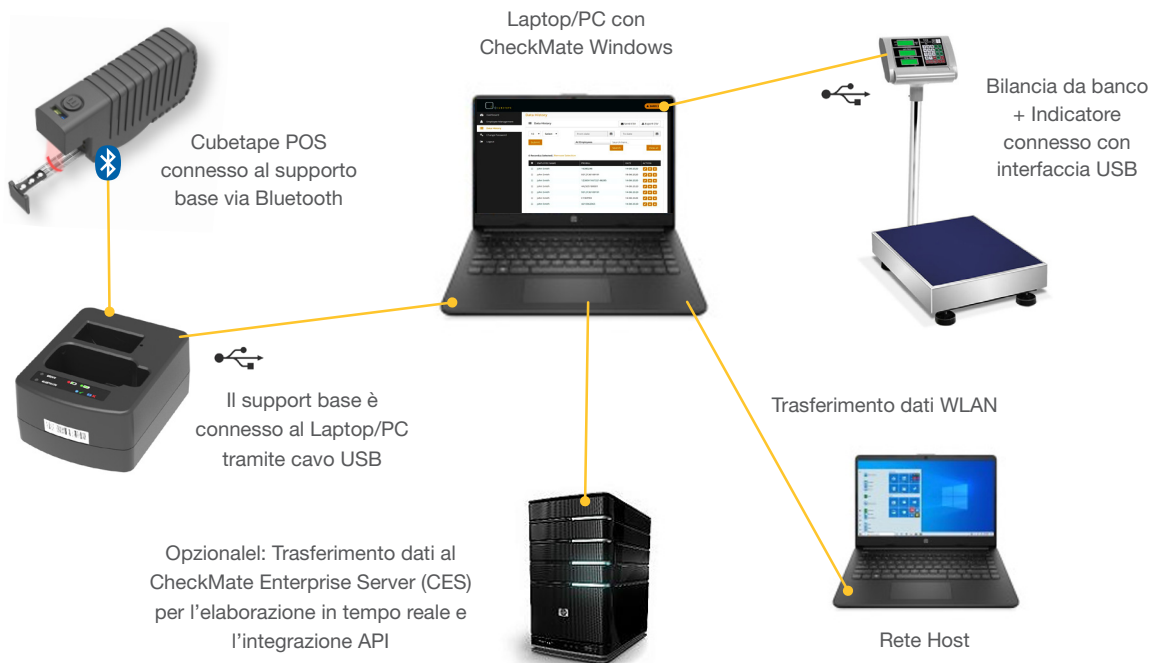 Laptop/PC con
CheckMate Windows
Cubetape POS
connesso al supporto
base via Bluetooth
Bilancia da banco
+ Indicatore
connesso con
interfaccia USB
Il support base è
connesso al Laptop/PC
tramite cavo USB
Trasferimento dati WLAN
Opzionalel: Trasferimento dati al
CheckMate Enterprise Server (CES)
per l'elaborazione in tempo reale e
l'integrazione API
Rete Host